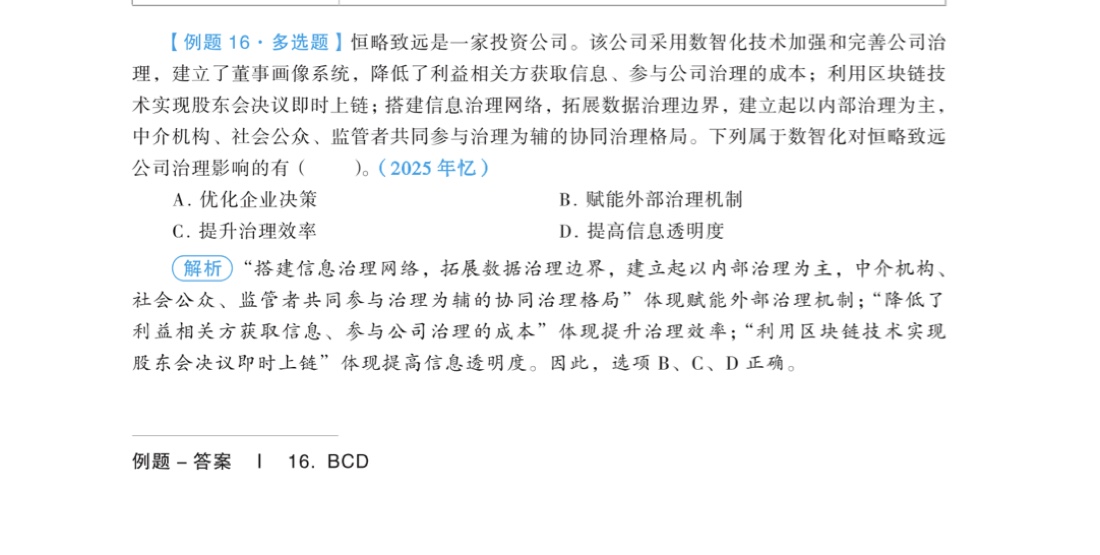 【例题 16·多选题】恒略致远是一家投资公司。该公司采用数智化技术加强和完善公司治
理，建立了董事画像系统，降低了利益相关方获取信息、参与公司治理的成本；利用区块链技
术实现股东会决议即时上链；搭建信息治理网络，拓展数据治理边界，建立起以内部治理为主，
中介机构、社会公众、监管者共同参与治理为辅的协同治理格局。下列属于数智化对恒略致远
公司治理影响的有（　　）。（2025 年忆）
A. 优化企业决策　　B. 赋能外部治理机制
C. 提升治理效率　　D. 提高信息透明度
解析 “搭建信息治理网络，拓展数据治理边界，建立起以内部治理为主，中介机构、
社会公众、监管者共同参与治理为辅的协同治理格局”体现赋能外部治理机制；“降低了
利益相关方获取信息、参与公司治理的成本”体现提升治理效率；“利用区块链技术实现
股东会决议即时上链”体现提高信息透明度。因此，选项 B、C、D 正确。
例题－答案　|　16. BCD